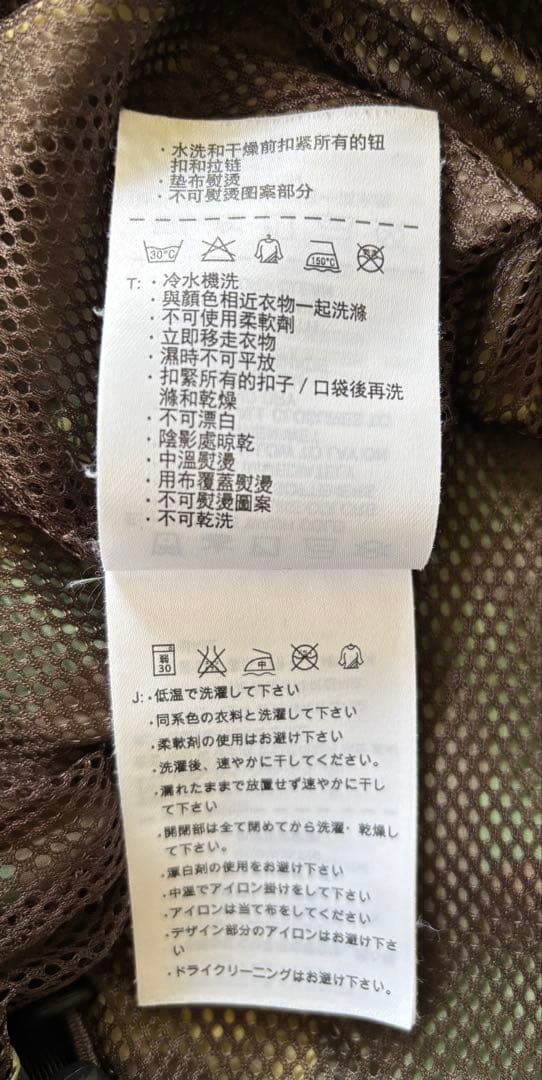 · 水洗和干燥前扣紧所有的钮
扣和拉链
· 垫布熨烫
· 不可熨烫图案部分
30°C
150°C
T: · 冷水機洗
· 與顏色相近衣物一起洗滌
· 不可使用柔軟劑
· 立即移走衣物
· 濕時不可平放
· 扣緊所有的扣子 / 口袋後再洗
滌和乾燥
· 不可漂白
· 陰影處晾乾
· 中溫熨燙
· 用布覆蓋熨燙
· 不可熨燙圖案
· 不可乾洗
弱
30
中
J: ·低温で洗濯して下さい
·同系色の衣料と洗濯して下さい
·柔軟剤の使用はお避け下さい
·洗濯後、速やかに干してください。
·濡れたままで放置せず速やかに干し
て下さい
·開閉部は全て閉めてから洗濯・乾燥し
て下さい。
·漂白剤の使用をお避け下さい
·中温でアイロン掛けをして下さい
·アイロンは当て布をしてください
·デザイン部分のアイロンはお避け下さ
い
·ドライクリーニングはお避け下さい。